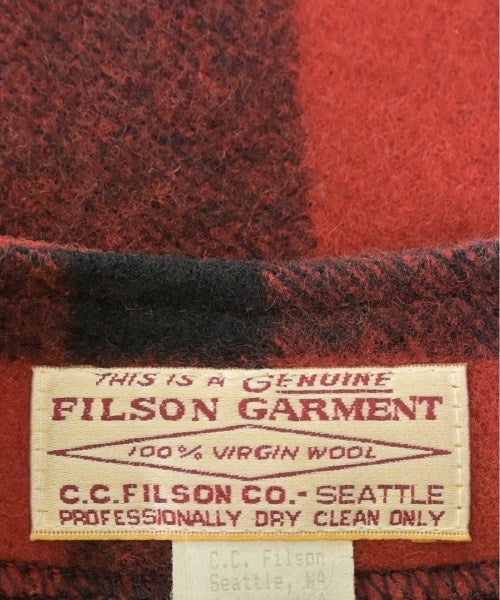 THIS IS A GENUINE
FILSON GARMENT
100% VIRGIN WOOL
C.C.FILSON CO.- SEATTLE
PROFESSIONALLY DRY CLEAN ONLY
C.C. Filson
Seattle, WA